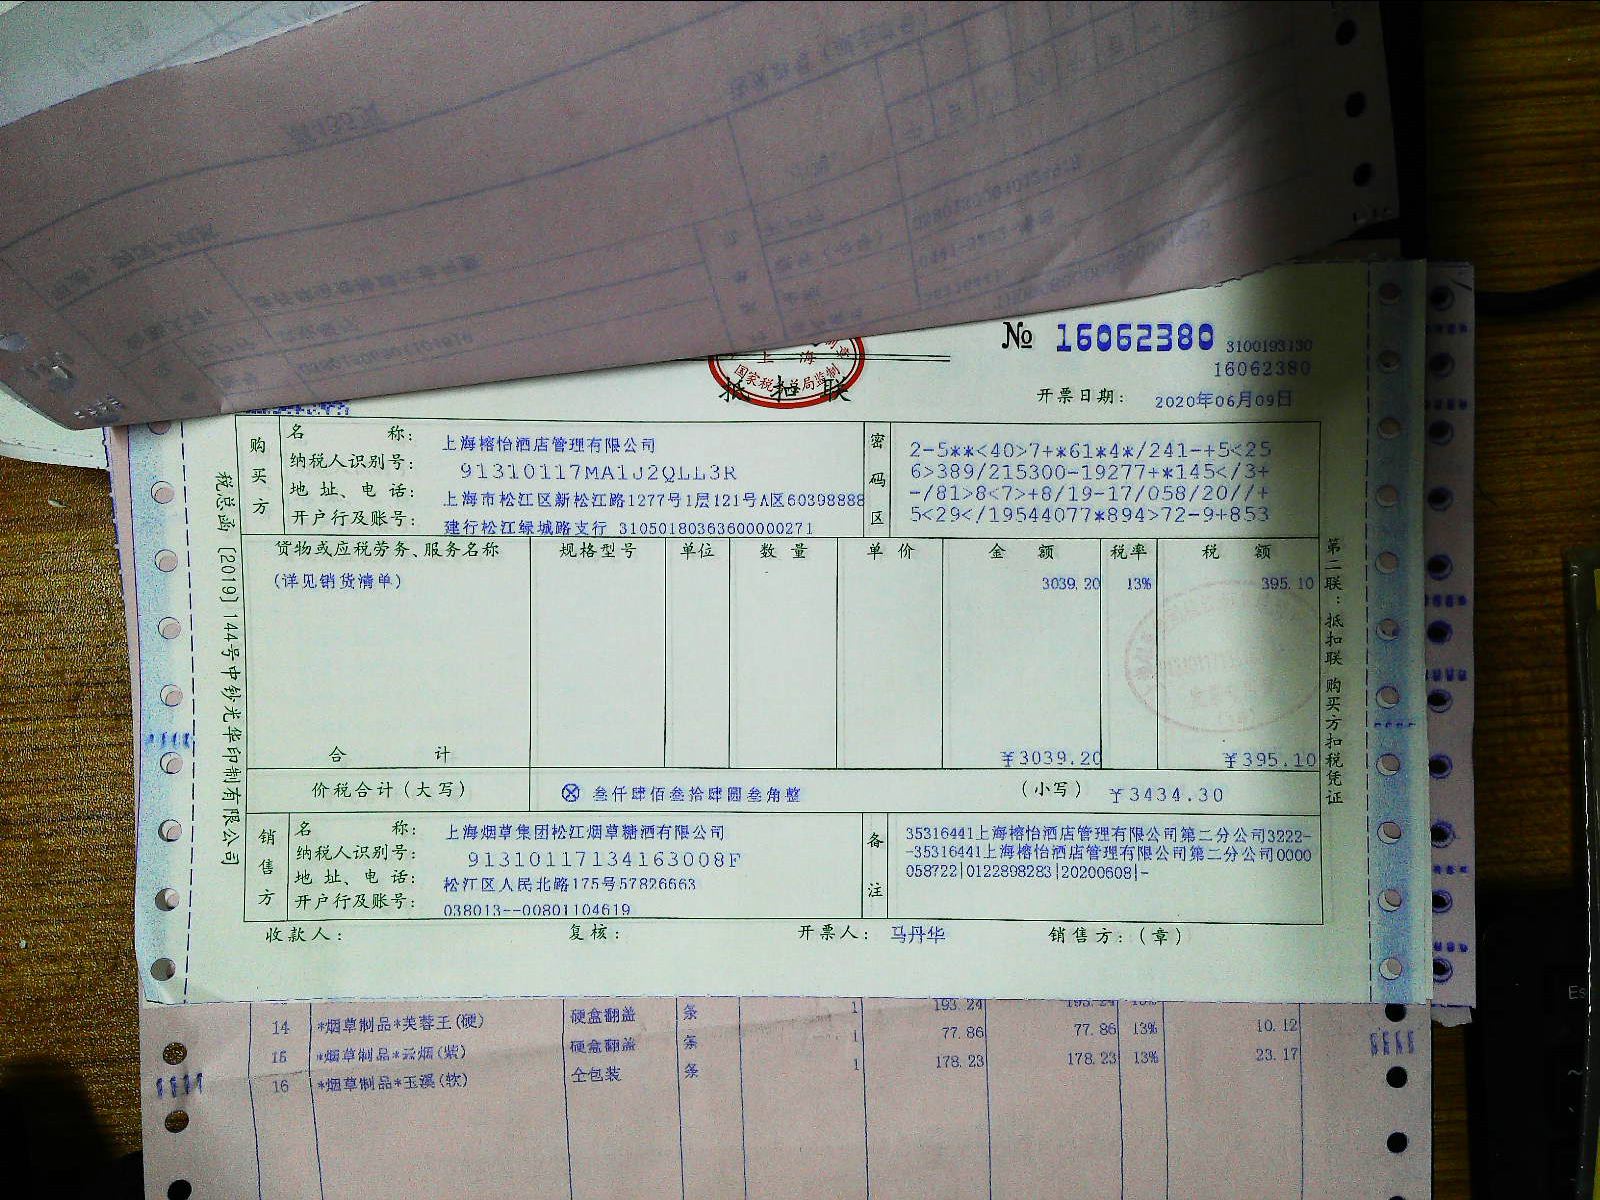 № 16062380 3100193130
16062380
上海
国家税务总局监制
抵扣联
开票日期: 2020年06月09日
购买方
名 称: 上海榕怡酒店管理有限公司
纳税人识别号: 91310117MA1J2QLL3R
地址、电话: 上海市松江区新松江路1277号1层121号A区60398888
开户行及账号: 建行松江绿城路支行 31050180363600000271
密码区
2-5**<40>7+*61*4*/241-+5<25
6>389/215300-19277+*145</3+
-/81>8<7>+8/19-17/058/20//+
5<29</19544077*894>72-9+853
货物或应税劳务、服务名称 规格型号 单位 数量 单价 金额 税率 税额
(详见销货清单) 3039.20 13% 395.10
合计 ¥3039.20 ¥395.10
价税合计(大写) ⊗ 叁仟肆佰叁拾肆圆叁角整 (小写) ¥3434.30
销售方
名 称: 上海烟草集团松江烟草糖酒有限公司
纳税人识别号: 91310117134163008F
地址、电话: 松江区人民北路175号57826663
开户行及账号: 038013--00801104619
备注
35316441上海榕怡酒店管理有限公司第二分公司3222-
-35316441上海榕怡酒店管理有限公司第二分公司0000
058722|0122898283|20200608|-
收款人: 复核: 开票人: 马丹华 销售方:(章)
税总函〔2019〕144号中钞光华印制有限公司
第二联:抵扣联 购买方扣税凭证
193.24
14 *烟草制品*芙蓉王(硬) 硬盒翻盖 条 1 77.86 77.86 13% 10.12
15 *烟草制品*云烟(紫) 硬盒翻盖 条 1 178.23 178.23 13% 23.17
16 *烟草制品*玉溪(软) 全包装 条 1